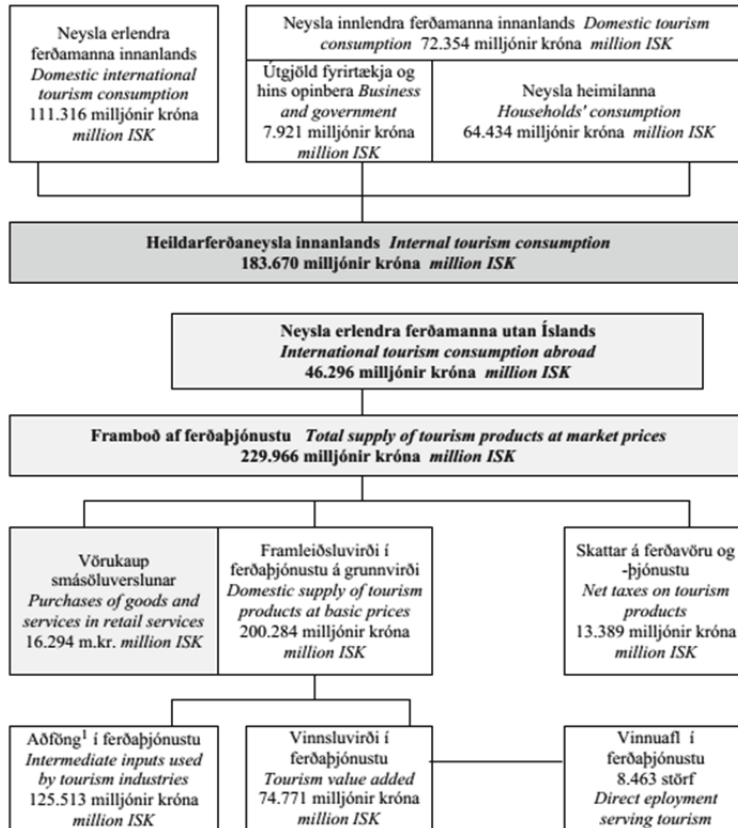 Neysla erlendra
ferðamanna innanlands
Domestic international
tourism consumption
111.316 milljónir króna
million ISK
Neysla innlendra ferðamanna innanlands Domestic tourism
consumption 72.354 milljónir króna million ISK
Útgjöld fyrirtækja og
hins opinbera Business
and government
7.921 milljónir króna
million ISK
Neysla heimilanna
Households' consumption
64.434 milljónir króna million ISK
Heildarferðaneysla innanlands Internal tourism consumption
183.670 milljónir króna million ISK
Neysla erlendra ferðamanna utan Íslands
International tourism consumption abroad
46.296 milljónir króna million ISK
Framboð af ferðaþjónustu Total supply of tourism products at market prices
229.966 milljónir króna million ISK
Vörukaup
smásöluverslunar
Purchases of goods and
services in retail services
16.294 m.kr. million ISK
Framleiðsluvirði í
ferðaþjónustu á grunnvirði
Domestic supply of tourism
products at basic prices
200.284 milljónir króna
million ISK
Skattar á ferðavöru og
-þjónustu
Net taxes on tourism
products
13.389 milljónir króna
million ISK
Aðföng¹ í ferðaþjónustu
Intermediate inputs used
by tourism industries
125.513 milljónir króna
million ISK
Vinnsluvirði í
ferðaþjónustu
Tourism value added
74.771 milljónir króna
million ISK
Vinnuafl í
ferðaþjónustu
8.463 störf
Direct eployment
serving tourism